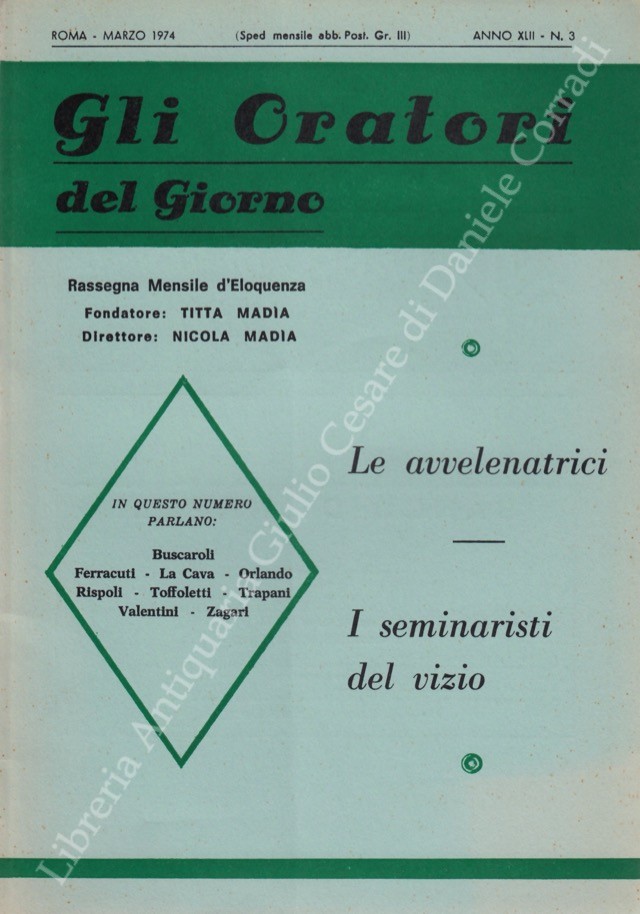 ROMA - MARZO 1974 (Sped mensile abb. Post. Gr. III) ANNO XLII - N. 3
Gli Oratori
del Giorno
Rassegna Mensile d'Eloquenza
Fondatore: TITTA MADÌA
Direttore: NICOLA MADÌA
IN QUESTO NUMERO
PARLANO:
Buscaroli
Ferracuti - La Cava - Orlando
Rispoli - Toffoletti - Trapani
Valentini - Zagari
Le avvelenatrici
I seminaristi
del vizio
Libreria Antiquaria Giulio Cesare di Daniele Corradi